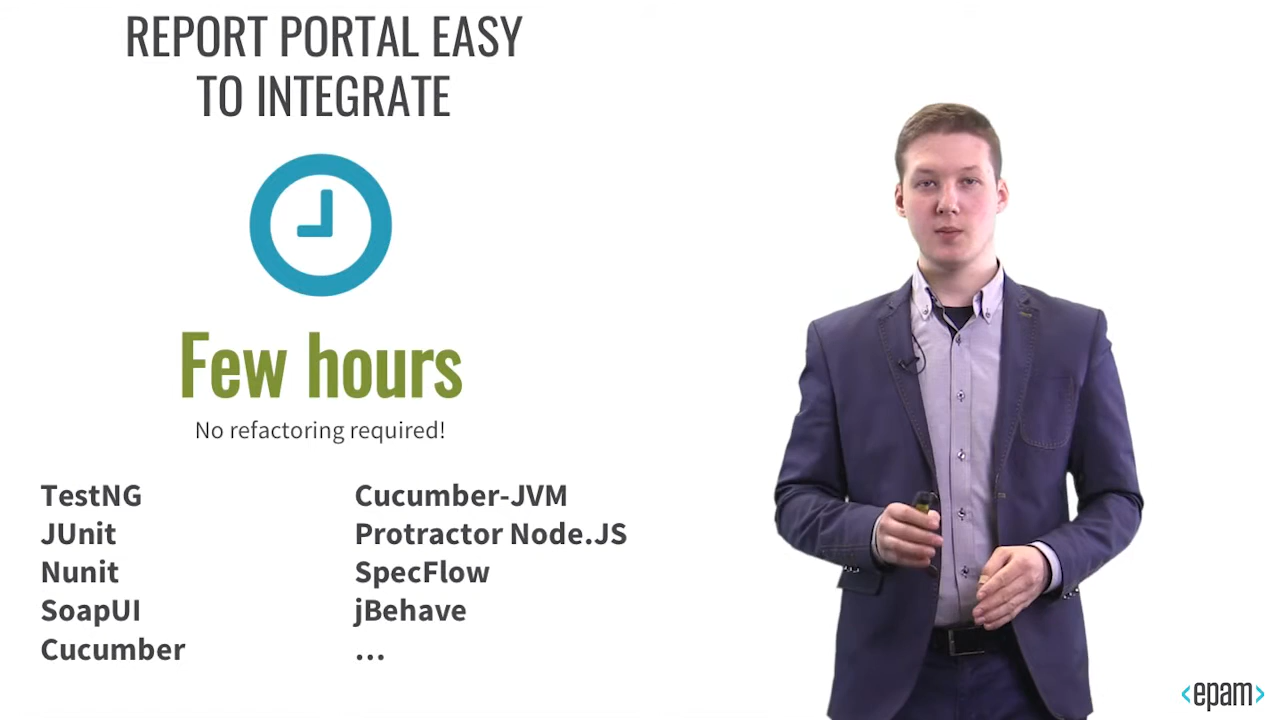 REPORT PORTAL EASY
TO INTEGRATE
Few hours
No refactoring required!
TestNG
JUnit
Nunit
SoapUI
Cucumber
Cucumber-JVM
Protractor Node.JS
SpecFlow
jBehave
...
<epam>